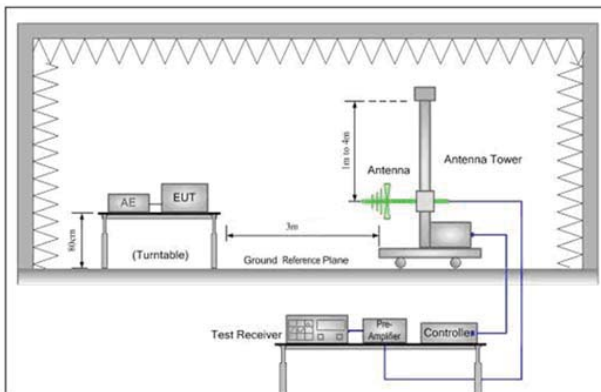 1m to 4m
Antenna
Antenna Tower
AE
EUT
80cm
(Turntable)
3m
Ground Reference Plane
Test Receiver
Pre-
Amplifier
Controller